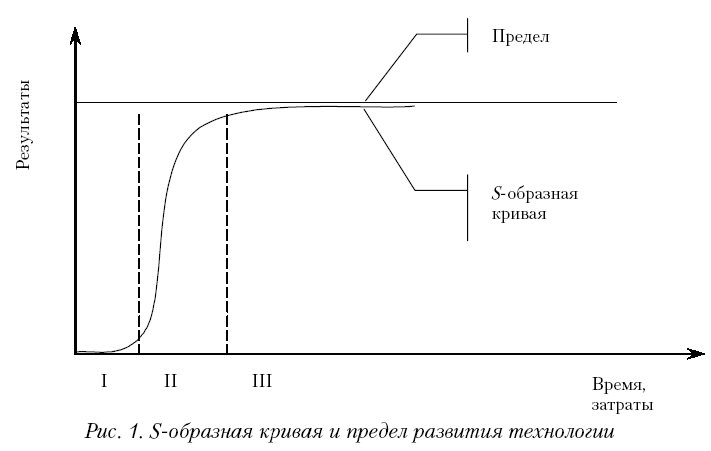 Предел
Результаты
S-образная
кривая
I
II
III
Время,
затраты
Рис. 1. S-образная кривая и предел развития технологии